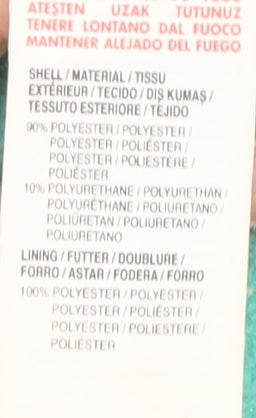 ATEŞTEN UZAK TUTUNUZ
TENERE LONTANO DAL FUOCO
MANTENER ALEJADO DEL FUEGO
SHELL / MATERIAL / TISSU
EXTÉRIEUR / TECIDO / DIŞ KUMAŞ /
TESSUTO ESTERIORE / TEJIDO
90% POLYESTER / POLYESTER /
POLYESTER / POLIÉSTER /
POLYESTER / POLIESTERE /
POLIÉSTER
10% POLYURETHANE / POLYURETHAN /
POLYURÉTHANE / POLIURETANO /
POLIÜRETAN / POLIURETANO /
POLIURETANO
LINING / FUTTER / DOUBLURE /
FORRO / ASTAR / FODERA / FORRO
100% POLYESTER / POLYESTER /
POLYESTER / POLIÉSTER /
POLYESTER / POLIESTERE /
POLIÉSTER